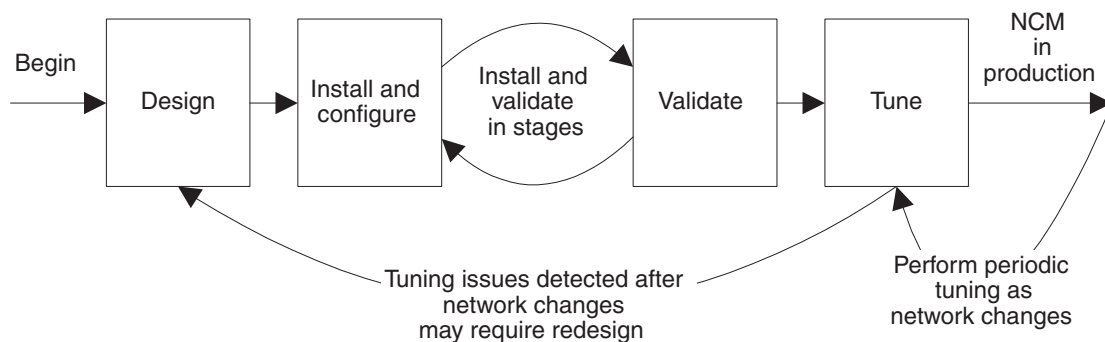 Begin
Design
Install and
configure
Install and
validate
in stages
Validate
Tune
NCM
in
production
Tuning issues detected after
network changes
may require redesign
Perform periodic
tuning as
network changes